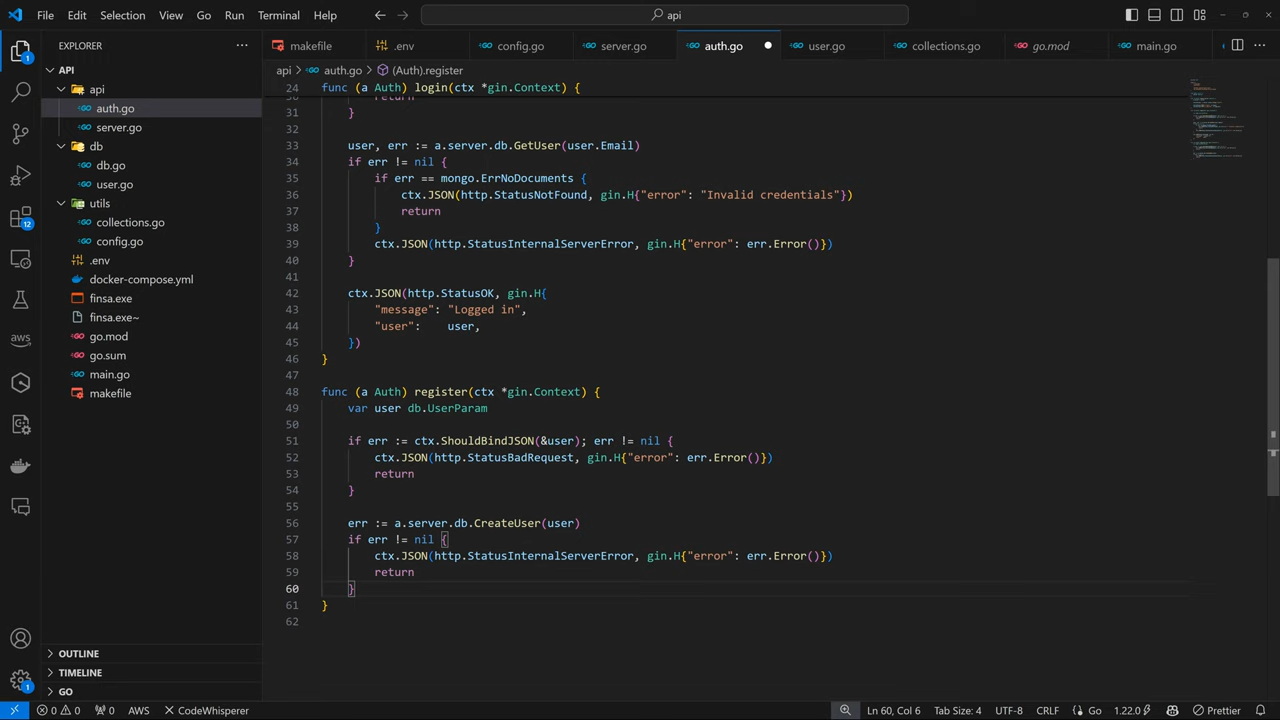 File Edit Selection View Go Run Terminal Help
api
EXPLORER
makefile
.env
config.go
server.go
auth.go
user.go
collections.go
go.mod
main.go
API
api
auth.go
server.go
db
db.go
user.go
utils
collections.go
config.go
.env
docker-compose.yml
finsa.exe
finsa.exe~
go.mod
go.sum
main.go
makefile
OUTLINE
TIMELINE
GO
1
12
aws
1
api > auth.go > (Auth).register
24 func (a Auth) login(ctx *gin.Context) {
31 }
32
33 user, err := a.server.db.GetUser(user.Email)
34 if err != nil {
35 if err == mongo.ErrNoDocuments {
36 ctx.JSON(http.StatusNotFound, gin.H{"error": "Invalid credentials"})
37 return
38 }
39 ctx.JSON(http.StatusInternalServerError, gin.H{"error": err.Error()})
40 }
41
42 ctx.JSON(http.StatusOK, gin.H{
43 "message": "Logged in",
44 "user": user,
45 })
46 }
47
48 func (a Auth) register(ctx *gin.Context) {
49 var user db.UserParam
50
51 if err := ctx.ShouldBindJSON(&user); err != nil {
52 ctx.JSON(http.StatusBadRequest, gin.H{"error": err.Error()})
53 return
54 }
55
56 err := a.server.db.CreateUser(user)
57 if err != nil {
58 ctx.JSON(http.StatusInternalServerError, gin.H{"error": err.Error()})
59 return
60 }
61 }
62
0 0 0 AWS CodeWhisperer
Ln 60, Col 6 Tab Size: 4 UTF-8 CRLF Go 1.22.0 Prettier